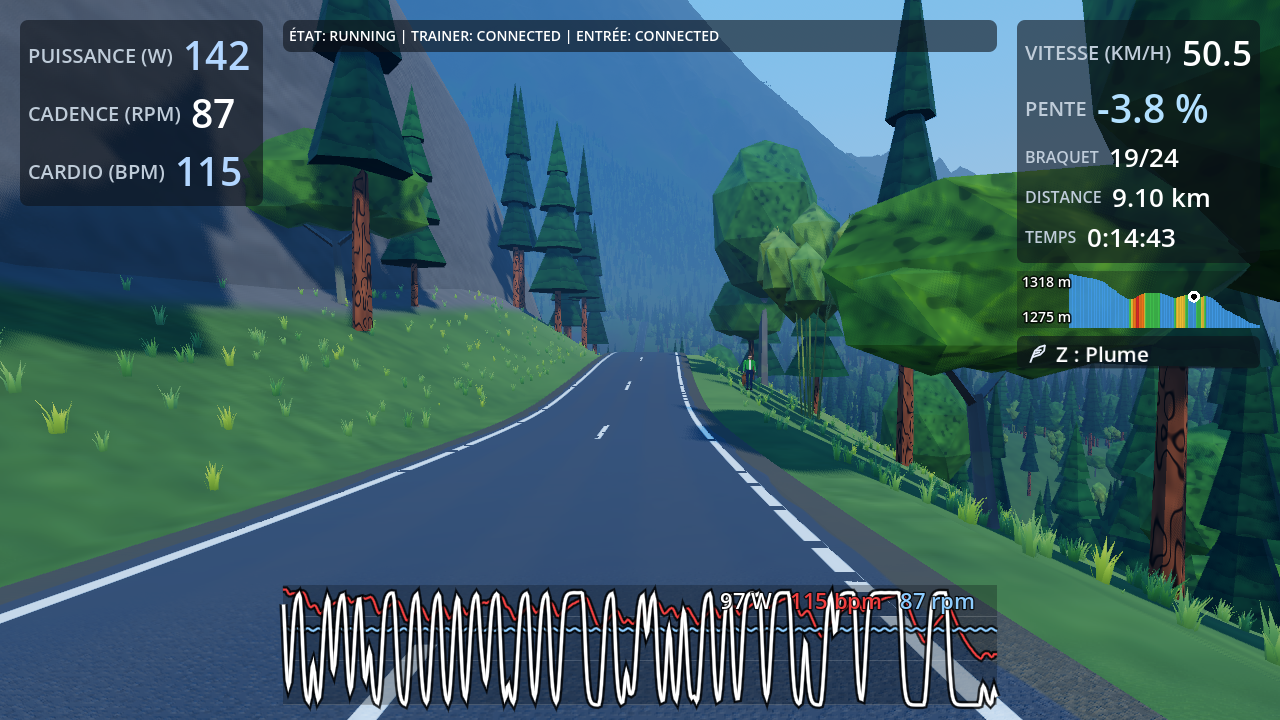 PUISSANCE (W) 142
CADENCE (RPM) 87
CARDIO (BPM) 115
ÉTAT: RUNNING | TRAINER: CONNECTED | ENTRÉE: CONNECTED
VITESSE (KM/H) 50.5
PENTE -3.8 %
BRAQUET 19/24
DISTANCE 9.10 km
TEMPS 0:14:43
1318 m
1275 m
Z : Plume
97 W 115 bpm 87 rpm